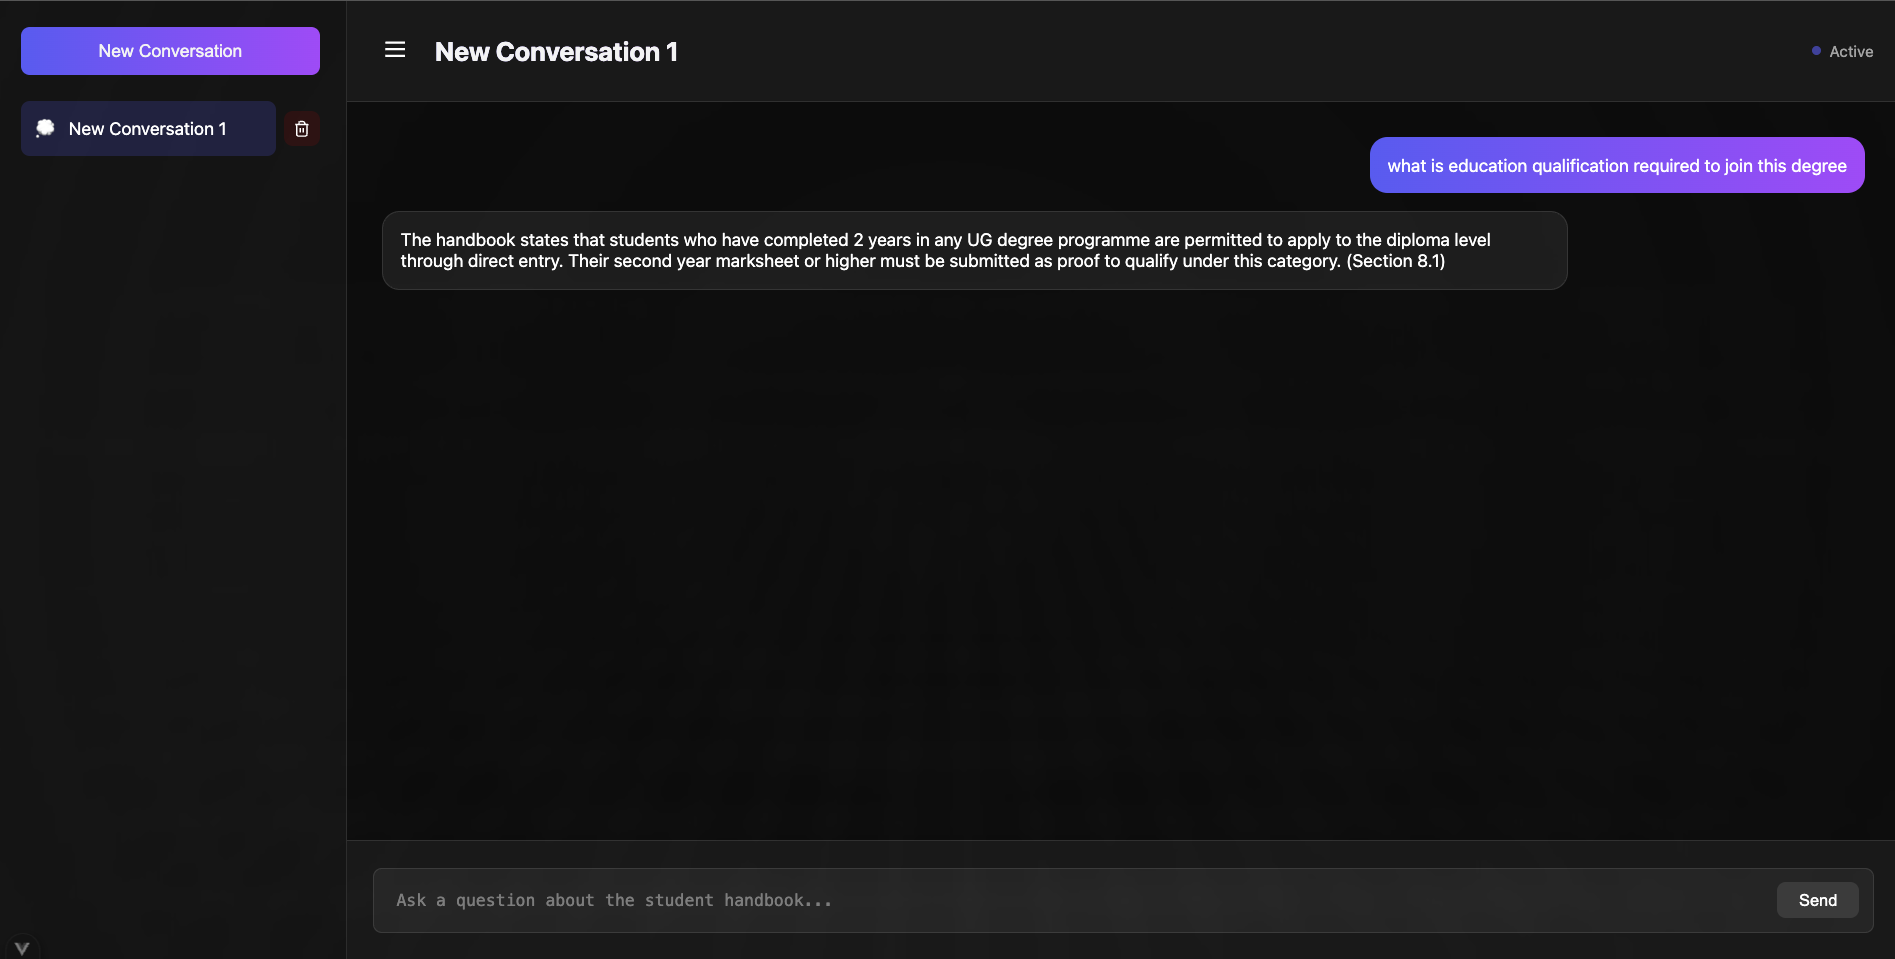 New Conversation
New Conversation 1
New Conversation 1
Active
what is education qualification required to join this degree
The handbook states that students who have completed 2 years in any UG degree programme are permitted to apply to the diploma level
through direct entry. Their second year marksheet or higher must be submitted as proof to qualify under this category. (Section 8.1)
Ask a question about the student handbook...
Send